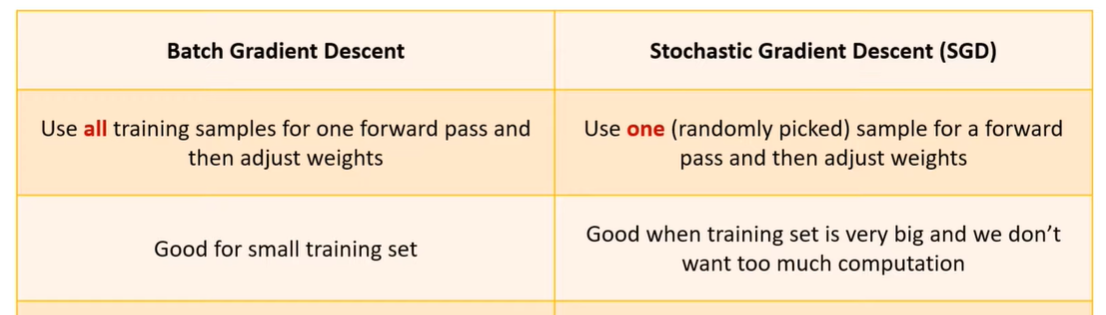 Batch Gradient Descent
Stochastic Gradient Descent (SGD)
Use all training samples for one forward pass and
then adjust weights
Use one (randomly picked) sample for a forward
pass and then adjust weights
Good for small training set
Good when training set is very big and we don't
want too much computation